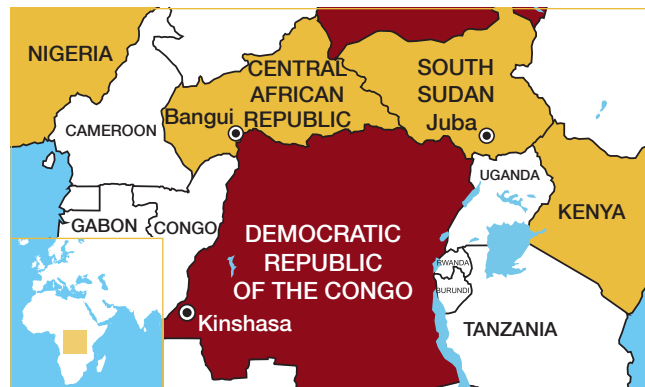 NIGERIA
CENTRAL
AFRICAN
REPUBLIC
SOUTH
SUDAN
Bangui
Juba
CAMEROON
UGANDA
KENYA
GABON
CONGO
DEMOCRATIC
REPUBLIC
OF THE CONGO
RWANDA
BURUNDI
Kinshasa
TANZANIA